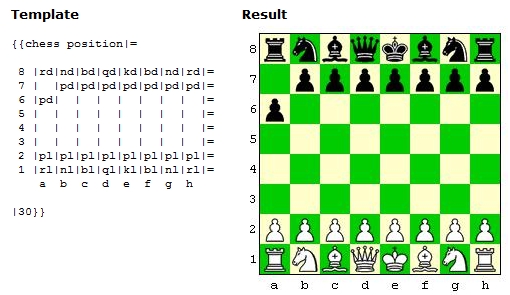 Template
{{chess position|=
8 |rd|nd|bd|qd|kd|bd|nd|rd|=
7 |  |pd|pd|pd|pd|pd|pd|pd|=
6 |pd|  |  |  |  |  |  |  |=
5 |  |  |  |  |  |  |  |  |=
4 |  |  |  |  |  |  |  |  |=
3 |  |  |  |  |  |  |  |  |=
2 |pl|pl|pl|pl|pl|pl|pl|pl|=
1 |rl|nl|bl|ql|kl|bl|nl|rl|=
a b c d e f g h
|30}}
Result
8
7
6
5
4
3
2
1
a b c d e f g h